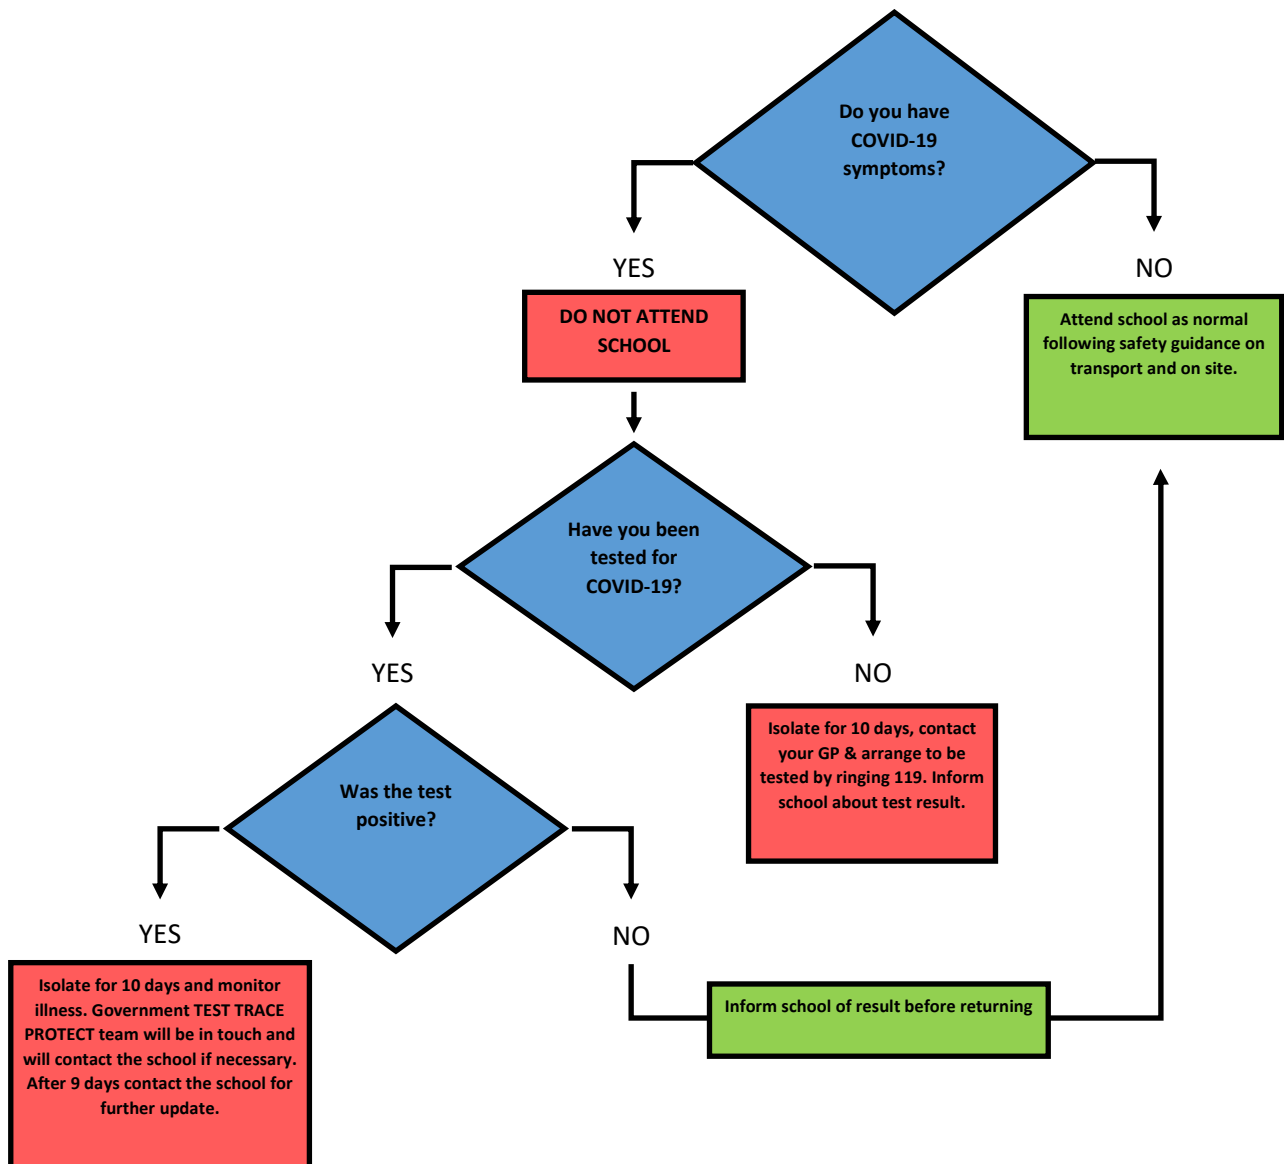 Do you have
COVID-19
symptoms?
YES
NO
DO NOT ATTEND
SCHOOL
Attend school as normal
following safety guidance on
transport and on site.
Have you been
tested for
COVID-19?
YES
NO
Isolate for 10 days, contact
your GP & arrange to be
tested by ringing 119. Inform
school about test result.
Was the test
positive?
YES
NO
Isolate for 10 days and monitor
illness. Government TEST TRACE
PROTECT team will be in touch and
will contact the school if necessary.
After 9 days contact the school for
further update.
Inform school of result before returning